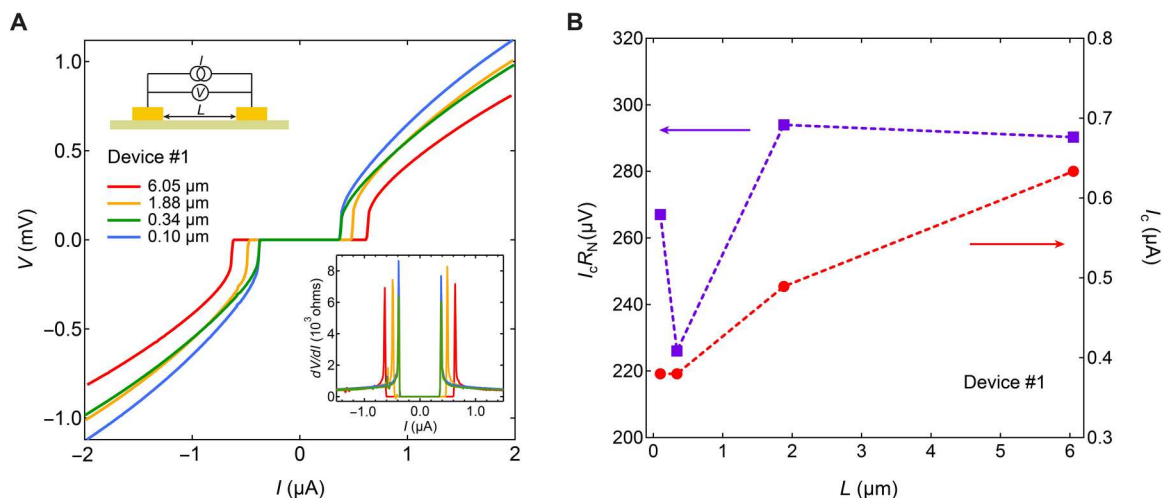 A
V (mV)
1.0
0.5
0.0
−0.5
−1.0
I
V
L
Device #1
6.05 µm
1.88 µm
0.34 µm
0.10 µm
dV/dI (10³ ohms)
8
6
4
2
0
−1.0
0.0
1.0
I (µA)
−2
−1
0
1
2
I (µA)
B
IcRN (µV)
320
300
280
260
240
220
200
0.8
0.7
0.6
0.5
0.4
0.3
Ic (µA)
Device #1
0
1
2
3
4
5
6
L (µm)